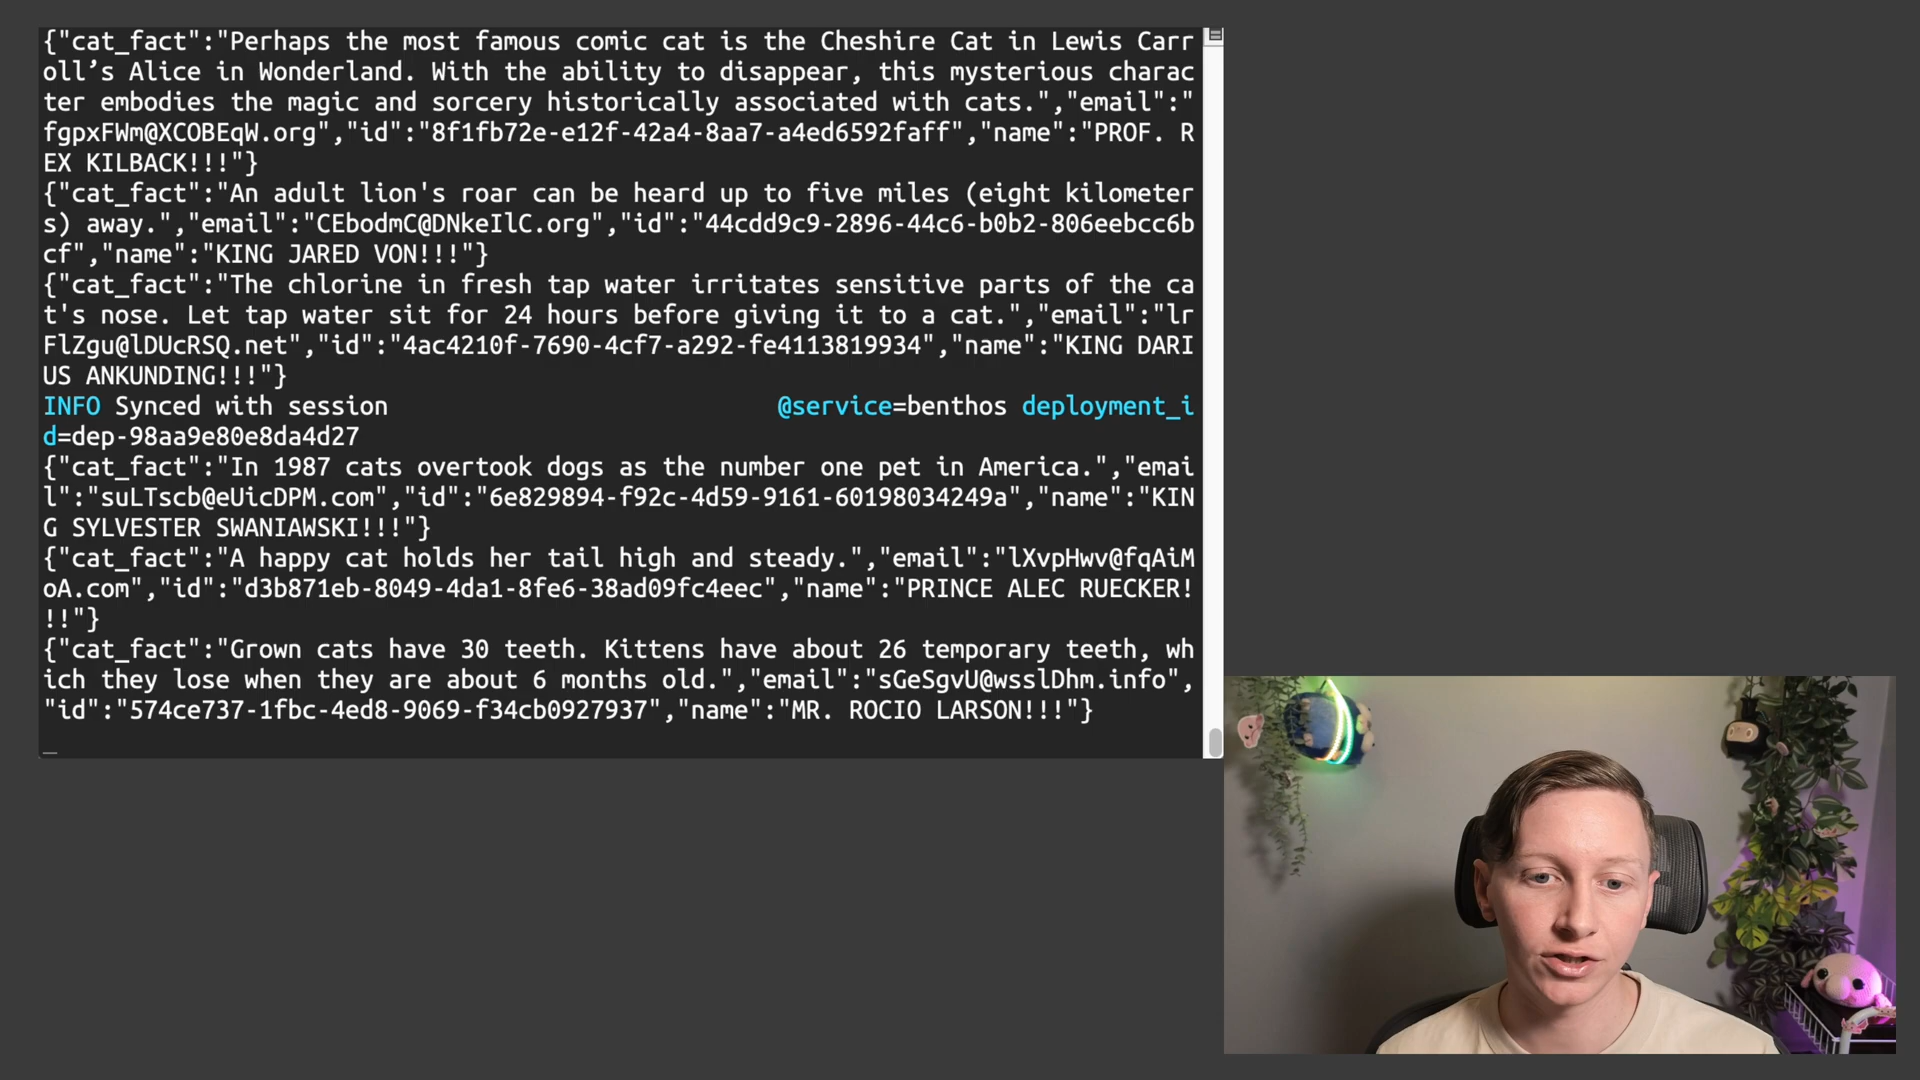 {"cat_fact":"Perhaps the most famous comic cat is the Cheshire Cat in Lewis Carr
oll’s Alice in Wonderland. With the ability to disappear, this mysterious charac
ter embodies the magic and sorcery historically associated with cats.","email":"
fgpxFWm@XCOBEqW.org","id":"8f1fb72e-e12f-42a4-8aa7-a4ed6592faff","name":"PROF. R
EX KILBACK!!!"}
{"cat_fact":"An adult lion's roar can be heard up to five miles (eight kilometer
s) away.","email":"CEbodmC@DNkeIlC.org","id":"44cdd9c9-2896-44c6-b0b2-806eebcc6b
cf","name":"KING JARED VON!!!"}
{"cat_fact":"The chlorine in fresh tap water irritates sensitive parts of the ca
t's nose. Let tap water sit for 24 hours before giving it to a cat.","email":"lr
FlZgu@lDUcRSQ.net","id":"4ac4210f-7690-4cf7-a292-fe4113819934","name":"KING DARI
US ANKUNDING!!!"}
INFO Synced with session @service=benthos deployment_i
d=dep-98aa9e80e8da4d27
{"cat_fact":"In 1987 cats overtook dogs as the number one pet in America.","emai
l":"suLTscb@eUicDPM.com","id":"6e829894-f92c-4d59-9161-60198034249a","name":"KIN
G SYLVESTER SWANIAWSKI!!!"}
{"cat_fact":"A happy cat holds her tail high and steady.","email":"lXvpHwv@fqAiM
oA.com","id":"d3b871eb-8049-4da1-8fe6-38ad09fc4eec","name":"PRINCE ALEC RUECKER!
!!"}
{"cat_fact":"Grown cats have 30 teeth. Kittens have about 26 temporary teeth, wh
ich they lose when they are about 6 months old.","email":"sGeSgvU@wsslDhm.info",
"id":"574ce737-1fbc-4ed8-9069-f34cb0927937","name":"MR. ROCIO LARSON!!!"}